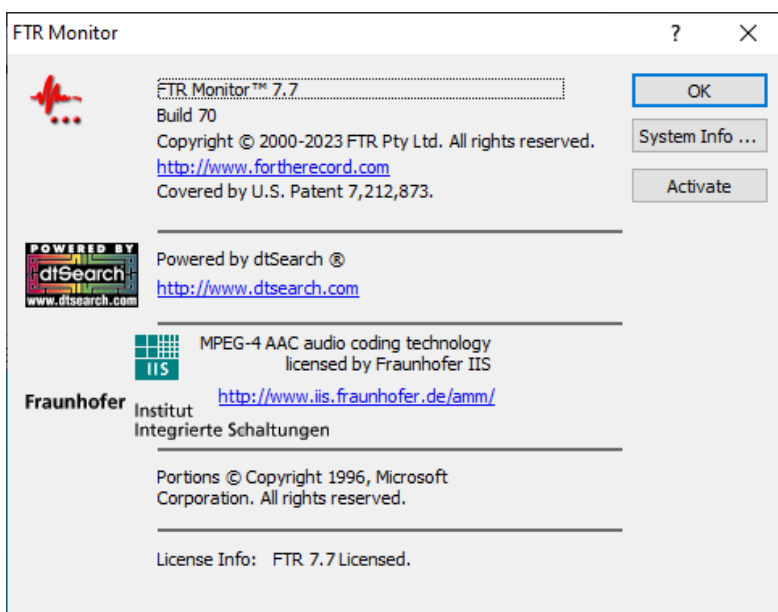 FTR Monitor
?
FTR Monitor™ 7.7
OK
Build 70
System Info ...
Copyright © 2000-2023 FTR Pty Ltd. All rights reserved.
http://www.fortherecord.com
Activate
Covered by U.S. Patent 7,212,873.
POWERED BY
dtSearch
www.dtsearch.com
Powered by dtSearch ®
http://www.dtsearch.com
IIS
MPEG-4 AAC audio coding technology
licensed by Fraunhofer IIS
http://www.iis.fraunhofer.de/amm/
Fraunhofer Institut
Integrierte Schaltungen
Portions © Copyright 1996, Microsoft
Corporation. All rights reserved.
License Info: FTR 7.7 Licensed.